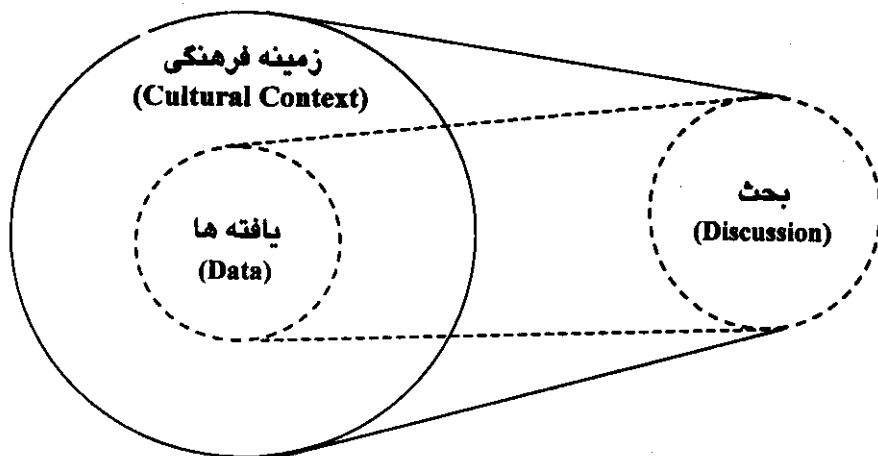 زمینه فرهنگی
(Cultural Context)
یافته ها
(Data)
بحث
(Discussion)